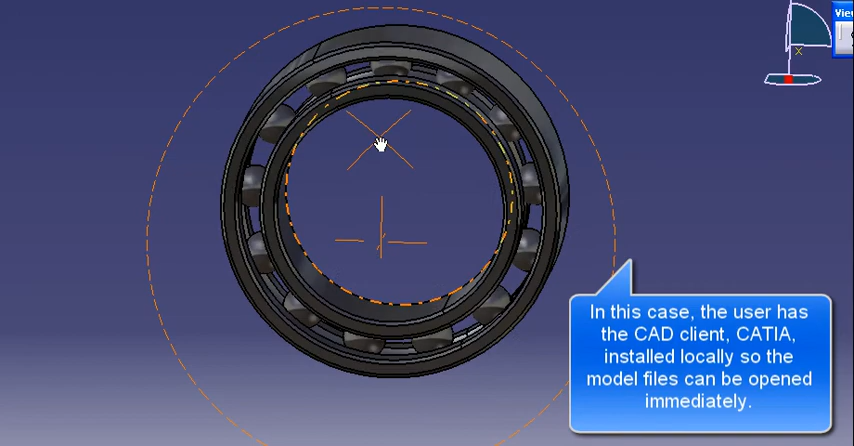 View
In this case, the user has
the CAD client, CATIA,
installed locally so the
model files can be opened
immediately.